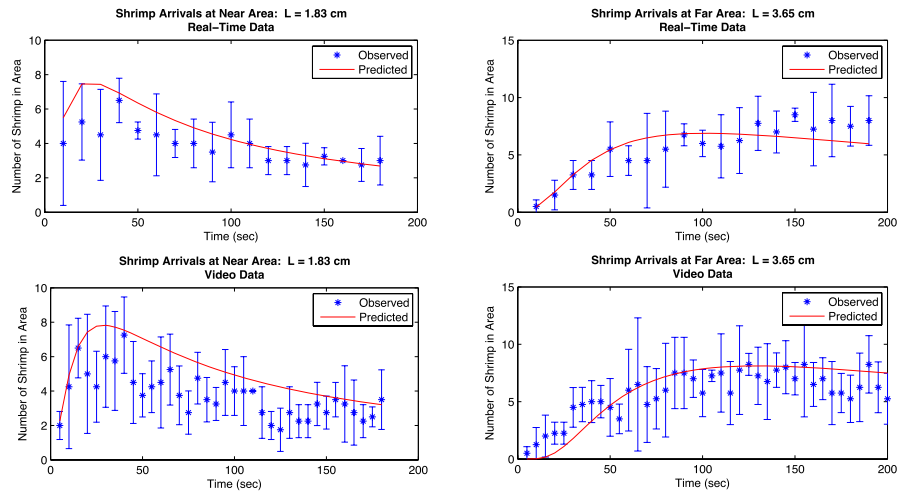 Shrimp Arrivals at Near Area: L = 1.83 cm
Real−Time Data
10
8
6
4
2
0
0
50
100
150
200
Number of Shrimp in Area
Time (sec)
Observed
Predicted
Shrimp Arrivals at Far Area: L = 3.65 cm
Real−Time Data
15
10
5
0
0
50
100
150
200
Number of Shrimp in Area
Time (sec)
Observed
Predicted
Shrimp Arrivals at Near Area: L = 1.83 cm
Video Data
10
8
6
4
2
0
0
50
100
150
200
Number of Shrimp in Area
Time (sec)
Observed
Predicted
Shrimp Arrivals at Far Area: L = 3.65 cm
Video Data
15
10
5
0
0
50
100
150
200
Number of Shrimp in Area
Time (sec)
Observed
Predicted